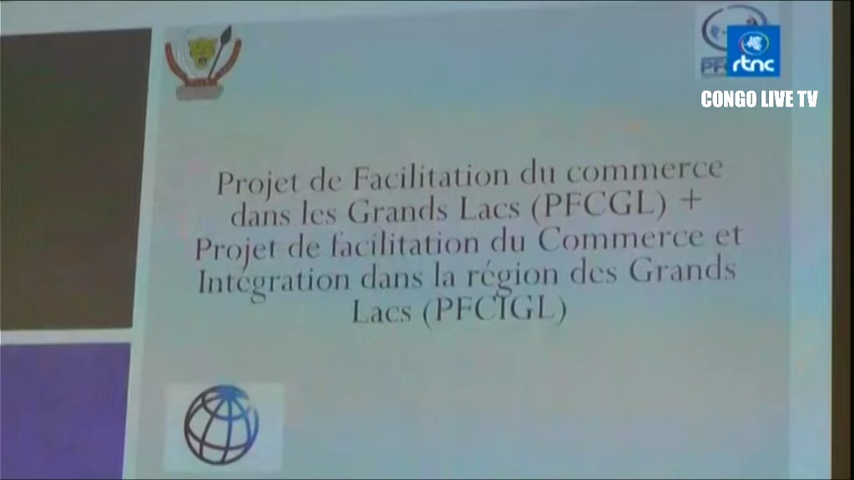 rtnc
CONGO LIVE TV
Projet de Facilitation du commerce
dans les Grands Lacs (PFCGL) +
Projet de facilitation du Commerce et
Intégration dans la région des Grands
Lacs (PFCIGL)